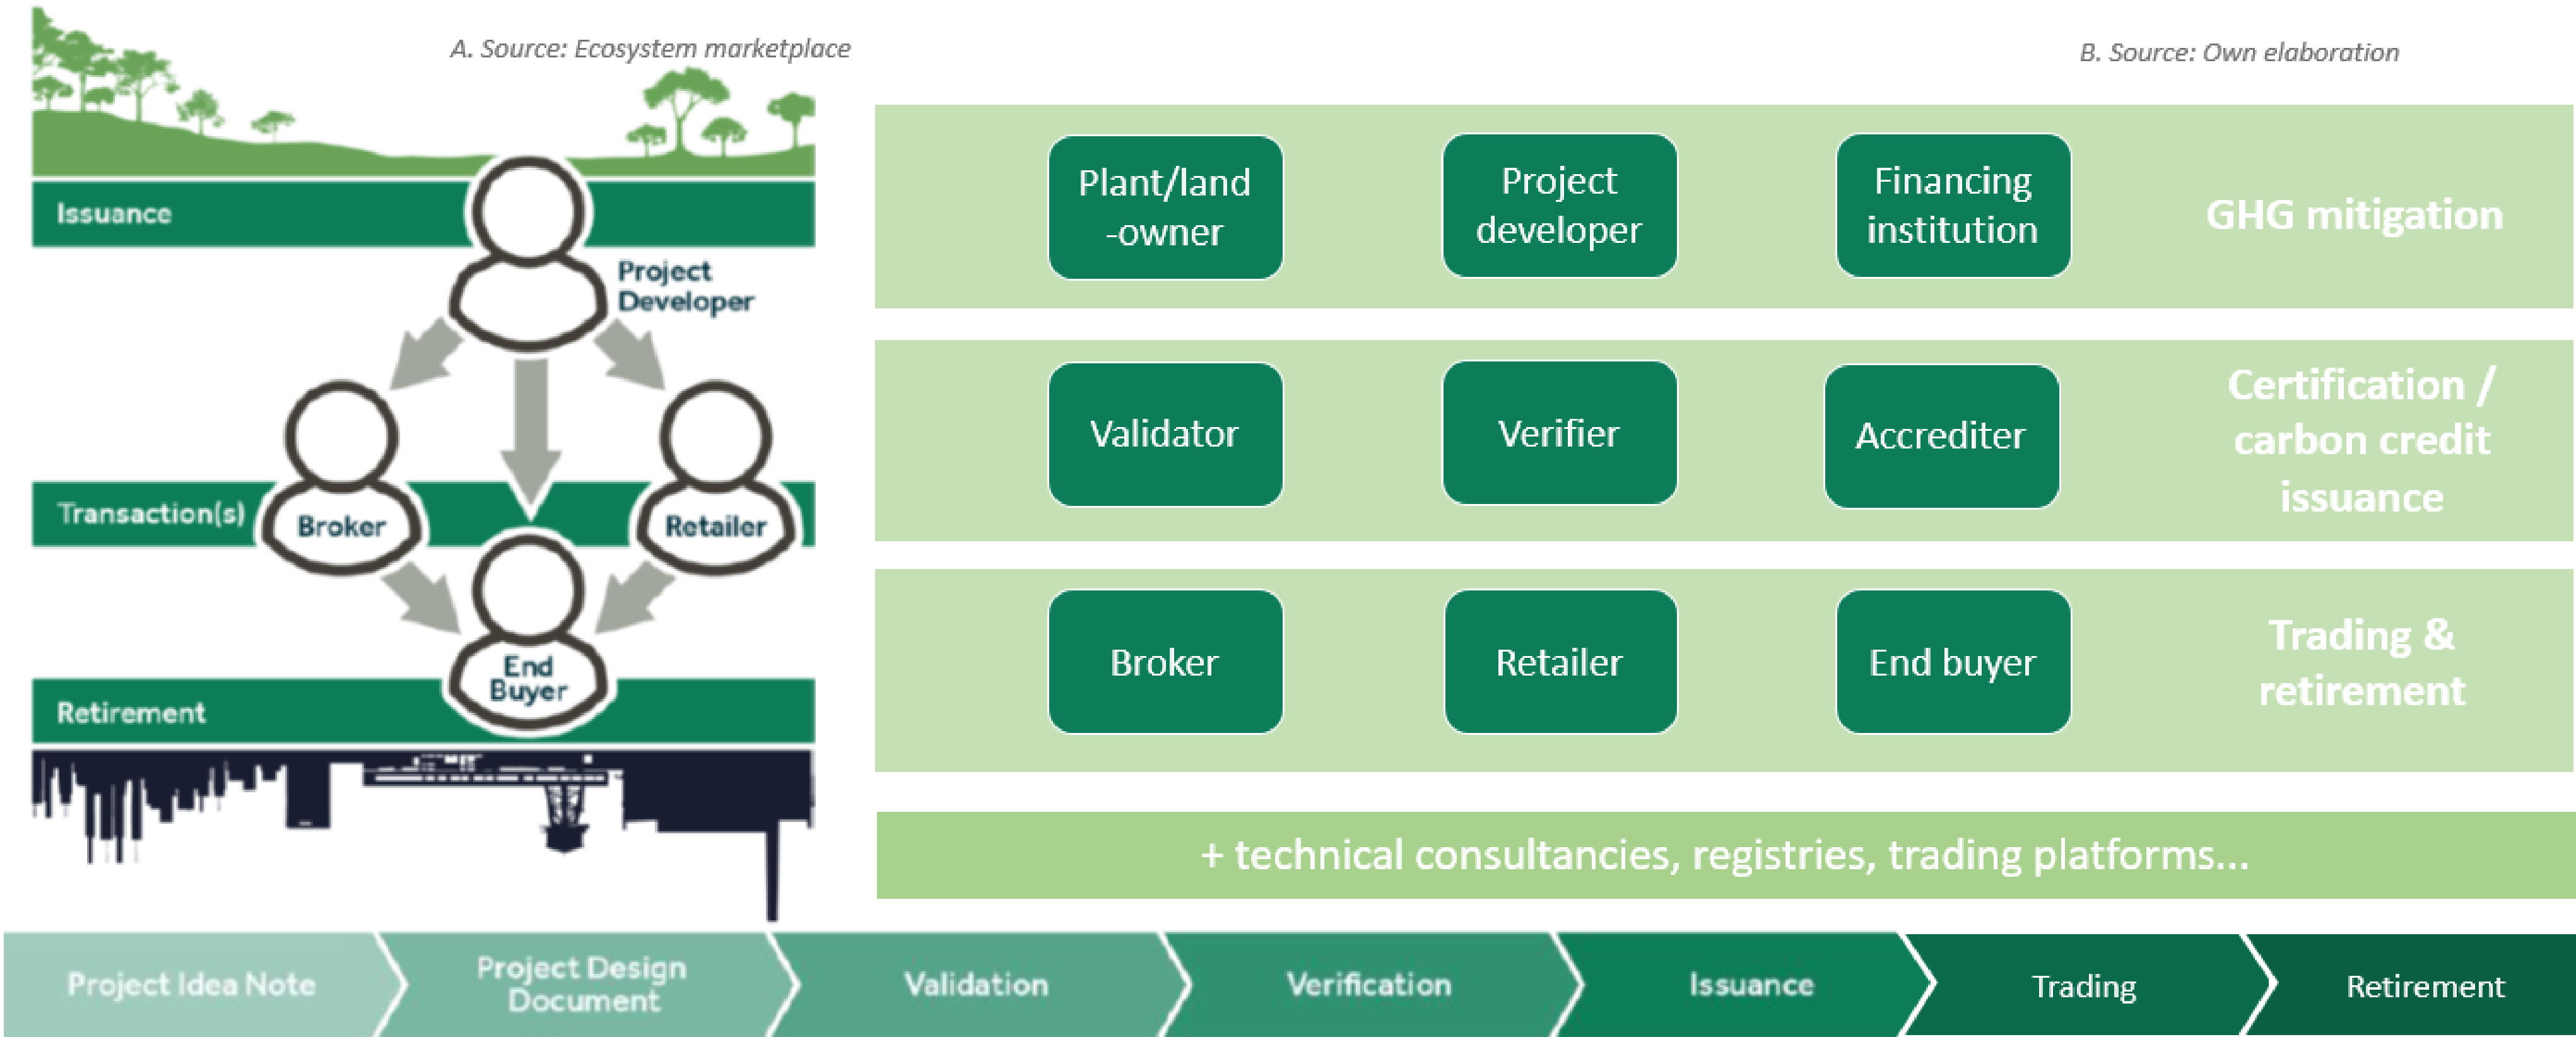 A. Source: Ecosystem marketplace
Issuance
Project
Developer
Transaction(s)
Broker
Retailer
End
Buyer
Retirement
B. Source: Own elaboration
Plant/land
-owner
Project
developer
Financing
institution
GHG mitigation
Validator
Verifier
Accrediter
Certification /
carbon credit
issuance
Broker
Retailer
End buyer
Trading &
retirement
+ technical consultancies, registries, trading platforms...
Project Idea Note
Project Design
Document
Validation
Verification
Issuance
Trading
Retirement